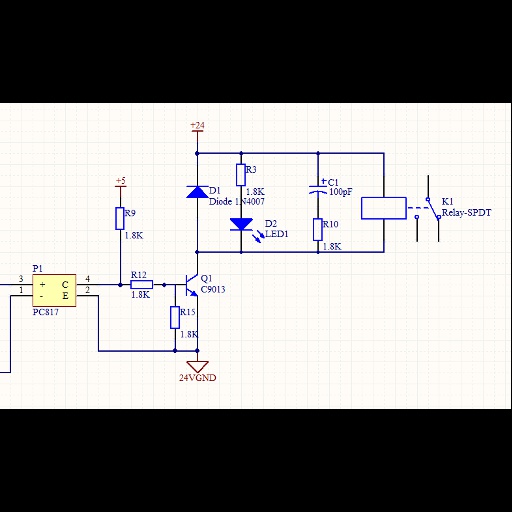 +24
+5
R3
1.8K
D1
Diode 1N4007
C1
+
100pF
R9
1.8K
D2
LED1
R10
1.8K
K1
Relay-SPDT
P1
3
1
+
-
C
E
4
2
PC817
R12
1.8K
Q1
C9013
R15
1.8K
24VGND